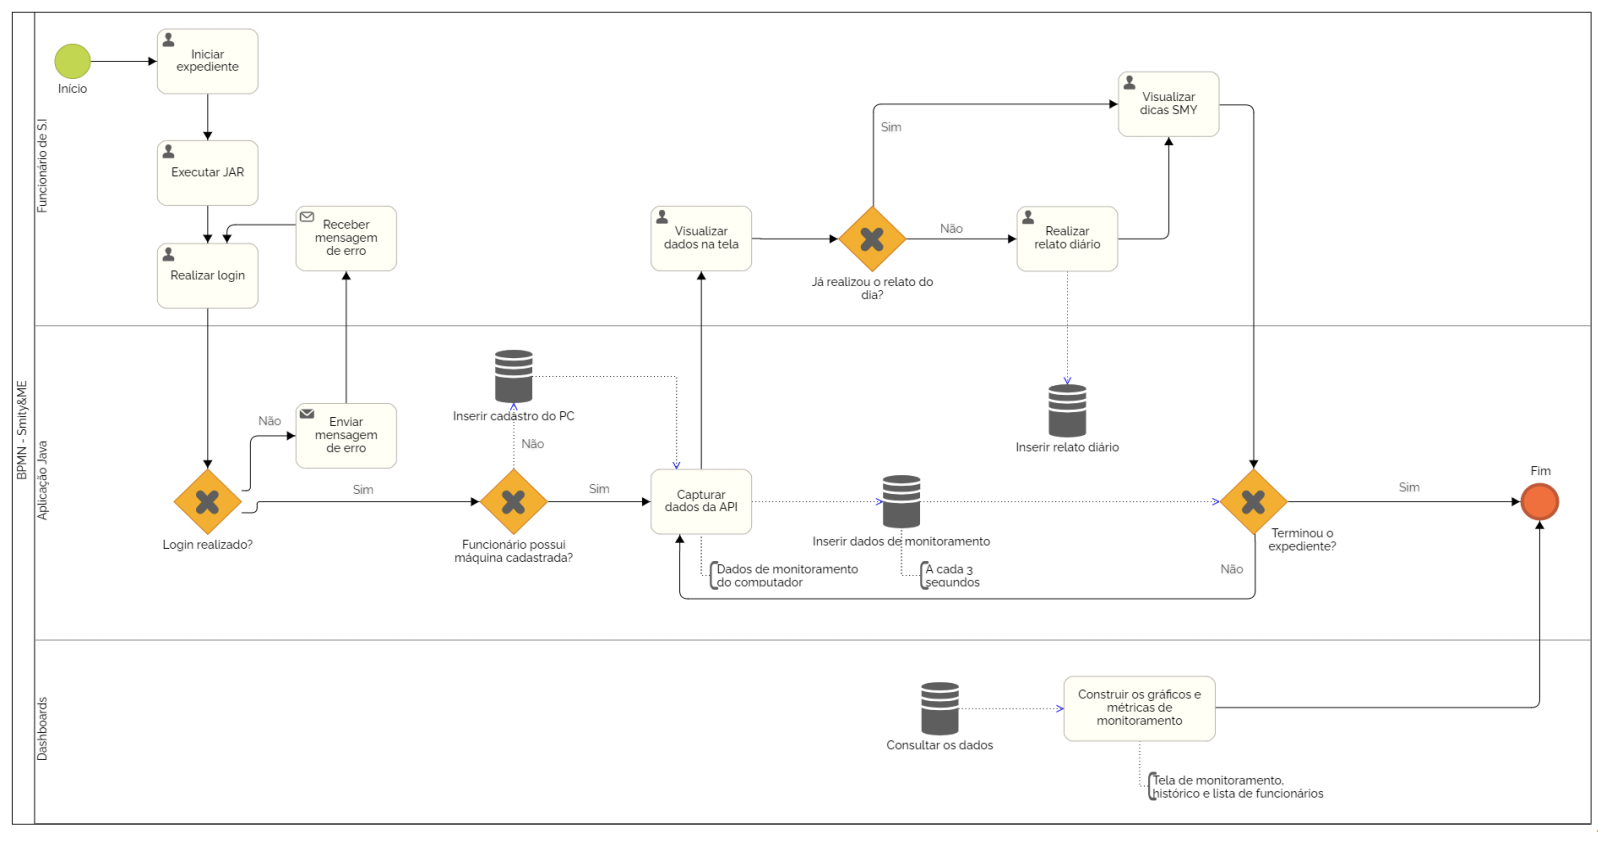 BPMN - Smity&ME
Funcionário de S.I
Início
Iniciar
expediente
Executar JAR
Realizar login
Receber
mensagem
de erro
Visualizar
dados na tela
Já realizou o relato do
dia?
Sim
Não
Realizar
relato diário
Visualizar
dicas SMY
Aplicação Java
Login realizado?
Não
Enviar
mensagem
de erro
Sim
Inserir cadastro do PC
Não
Funcionário possui
máquina cadastrada?
Sim
Capturar
dados da API
Dados de monitoramento
do computador
Inserir dados de monitoramento
A cada 3
segundos
Inserir relato diário
Terminou o
expediente?
Não
Sim
Fim
Dashboards
Consultar os dados
Construir os gráficos e
métricas de
monitoramento
Tela de monitoramento,
histórico e lista de funcionários